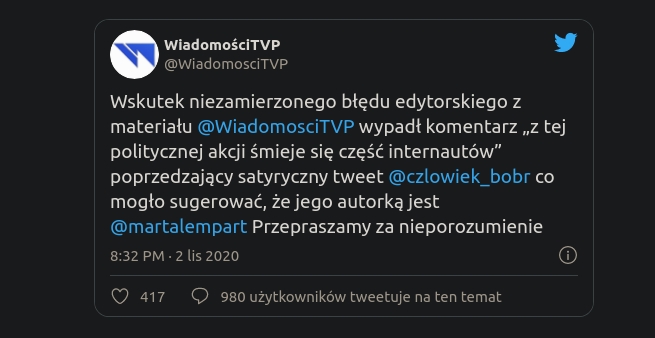 WiadomościTVP
@WiadomosciTVP
Wskutek niezamierzonego błędu edytorskiego z
materiału @WiadomosciTVP wypadł komentarz „z tej
politycznej akcji śmieje się część internautów”
poprzedzający satyryczny tweet @czlowiek_bobr co
mogło sugerować, że jego autorką jest
@martalempart Przepraszamy za nieporozumienie
8:32 PM · 2 lis 2020
417 980 użytkowników tweetuje na ten temat